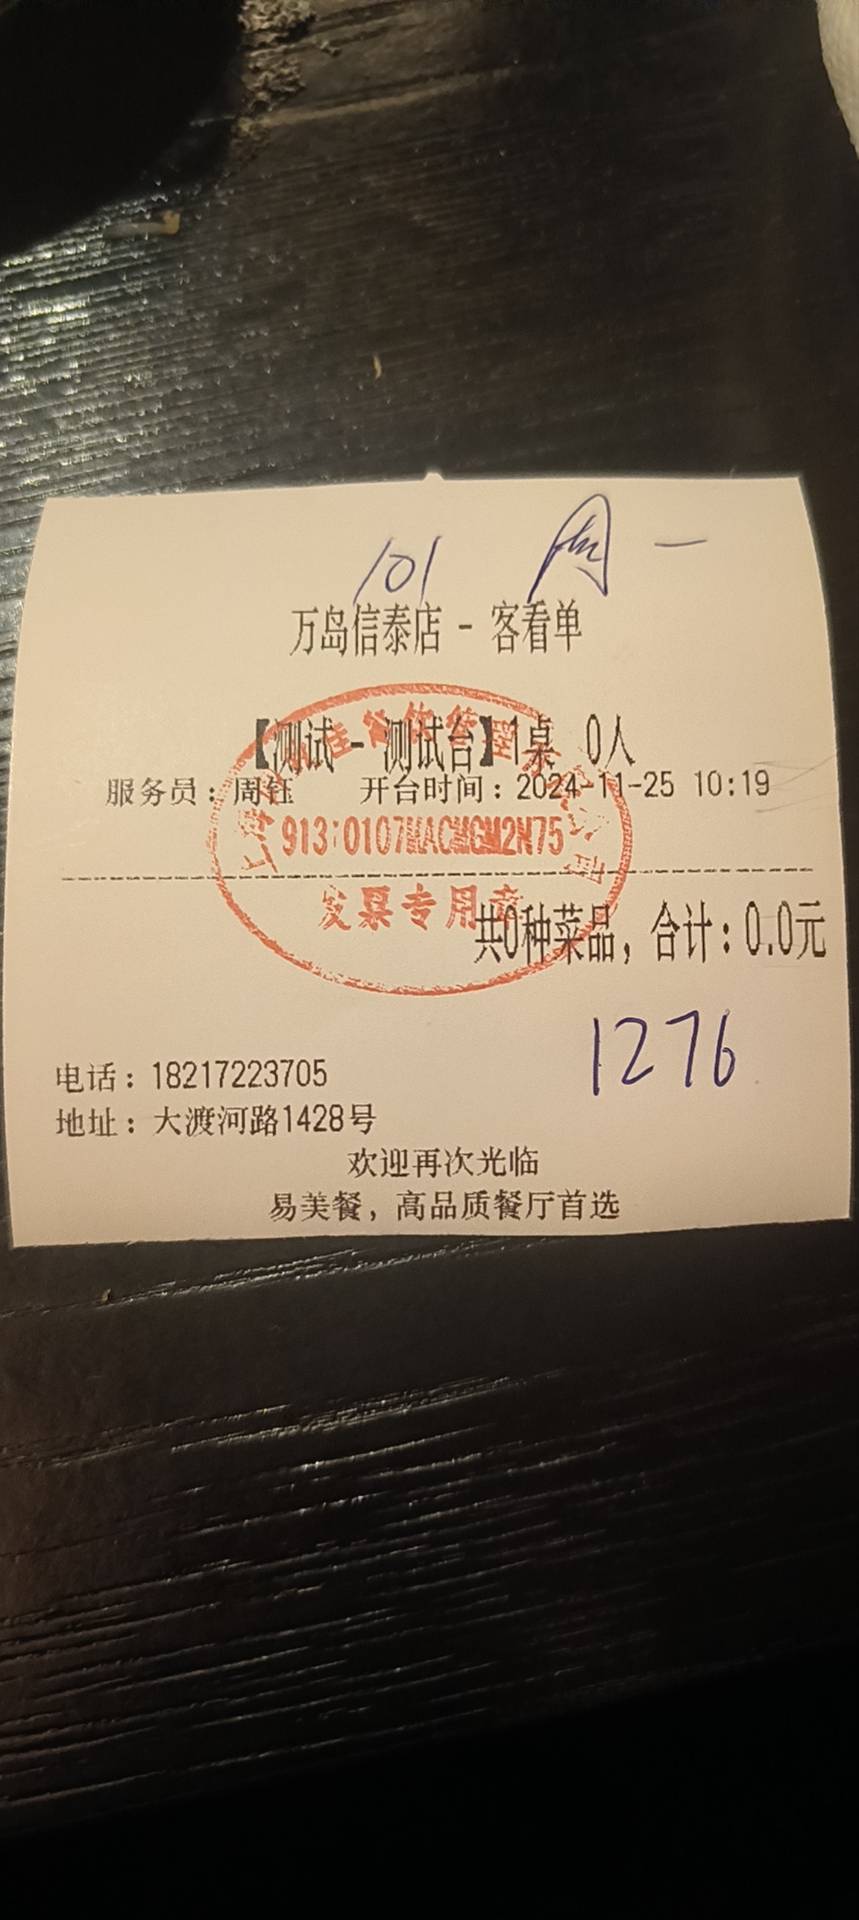 101 周一
万岛信泰店 - 客看单
【测试 - 测试台】1桌 0人
服务员：周钰 开台时间：2024-11-25 10:19
91310107MACMGM2N75
发票专用章
共0种菜品，合计：0.0元
1276
电话：18217223705
地址：大渡河路1428号
欢迎再次光临
易美餐，高品质餐厅首选